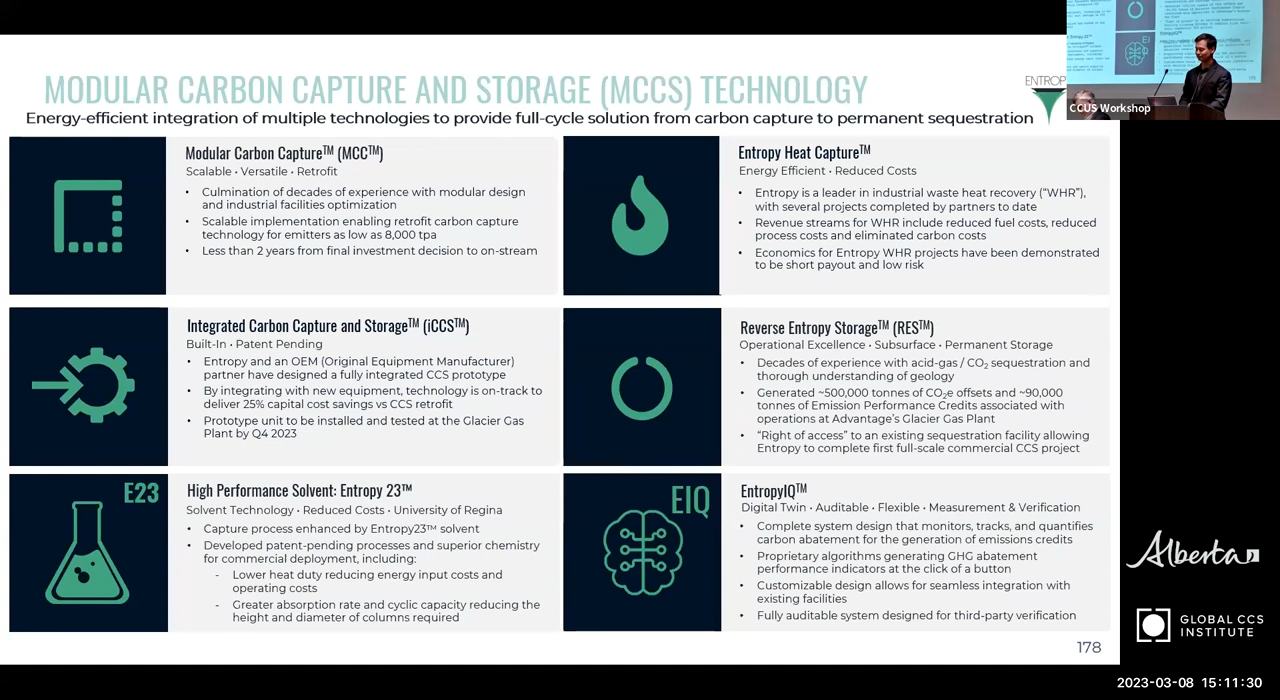 MODULAR CARBON CAPTURE AND STORAGE (MCCS) TECHNOLOGY
Energy-efficient integration of multiple technologies to provide full-cycle solution from carbon capture to permanent sequestration
ENTROP
CCUS Workshop
Modular Carbon Capture™ (MCC™)
Scalable • Versatile • Retrofit
• Culmination of decades of experience with modular design
and industrial facilities optimization
• Scalable implementation enabling retrofit carbon capture
technology for emitters as low as 8,000 tpa
• Less than 2 years from final investment decision to on-stream
Entropy Heat Capture™
Energy Efficient • Reduced Costs
• Entropy is a leader in industrial waste heat recovery (“WHR”),
with several projects completed by partners to date
• Revenue streams for WHR include reduced fuel costs, reduced
process costs and eliminated carbon costs
• Economics for Entropy WHR projects have been demonstrated
to be short payout and low risk
Integrated Carbon Capture and Storage™ (iCCS™)
Built-In • Patent Pending
• Entropy and an OEM (Original Equipment Manufacturer)
partner have designed a fully integrated CCS prototype
• By integrating with new equipment, technology is on-track to
deliver 25% capital cost savings vs CCS retrofit
• Prototype unit to be installed and tested at the Glacier Gas
Plant by Q4 2023
Reverse Entropy Storage™ (RES™)
Operational Excellence • Subsurface • Permanent Storage
• Decades of experience with acid-gas / CO₂ sequestration and
thorough understanding of geology
• Generated ~500,000 tonnes of CO₂e offsets and ~90,000
tonnes of Emission Performance Credits associated with
operations at Advantage’s Glacier Gas Plant
• “Right of access” to an existing sequestration facility allowing
Entropy to complete first full-scale commercial CCS project
E23
High Performance Solvent: Entropy 23™
Solvent Technology • Reduced Costs • University of Regina
• Capture process enhanced by Entropy23™ solvent
• Developed patent-pending processes and superior chemistry
for commercial deployment, including:
- Lower heat duty reducing energy input costs and
operating costs
- Greater absorption rate and cyclic capacity reducing the
height and diameter of columns required
EIQ
EntropyIQ™
Digital Twin • Auditable • Flexible • Measurement & Verification
• Complete system design that monitors, tracks, and quantifies
carbon abatement for the generation of emissions credits
• Proprietary algorithms generating GHG abatement
performance indicators at the click of a button
• Customizable design allows for seamless integration with
existing facilities
• Fully auditable system designed for third-party verification
178
Alberta
GLOBAL CCS
INSTITUTE
2023-03-08 15:11:30